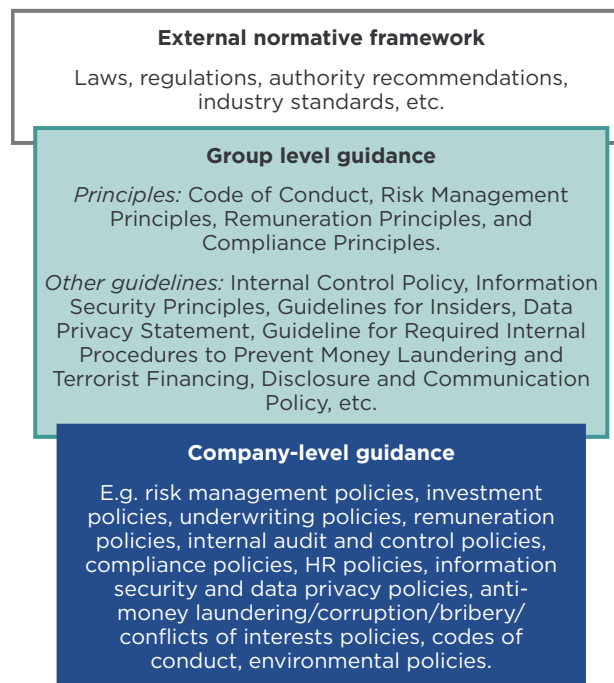 External normative framework
Laws, regulations, authority recommendations,
industry standards, etc.
Group level guidance
Principles: Code of Conduct, Risk Management
Principles, Remuneration Principles, and
Compliance Principles.
Other guidelines: Internal Control Policy, Information
Security Principles, Guidelines for Insiders, Data
Privacy Statement, Guideline for Required Internal
Procedures to Prevent Money Laundering and
Terrorist Financing, Disclosure and Communication
Policy, etc.
Company-level guidance
E.g. risk management policies, investment
policies, underwriting policies, remuneration
policies, internal audit and control policies,
compliance policies, HR policies, information
security and data privacy policies, anti-
money laundering/corruption/bribery/
conflicts of interests policies, codes of
conduct, environmental policies.